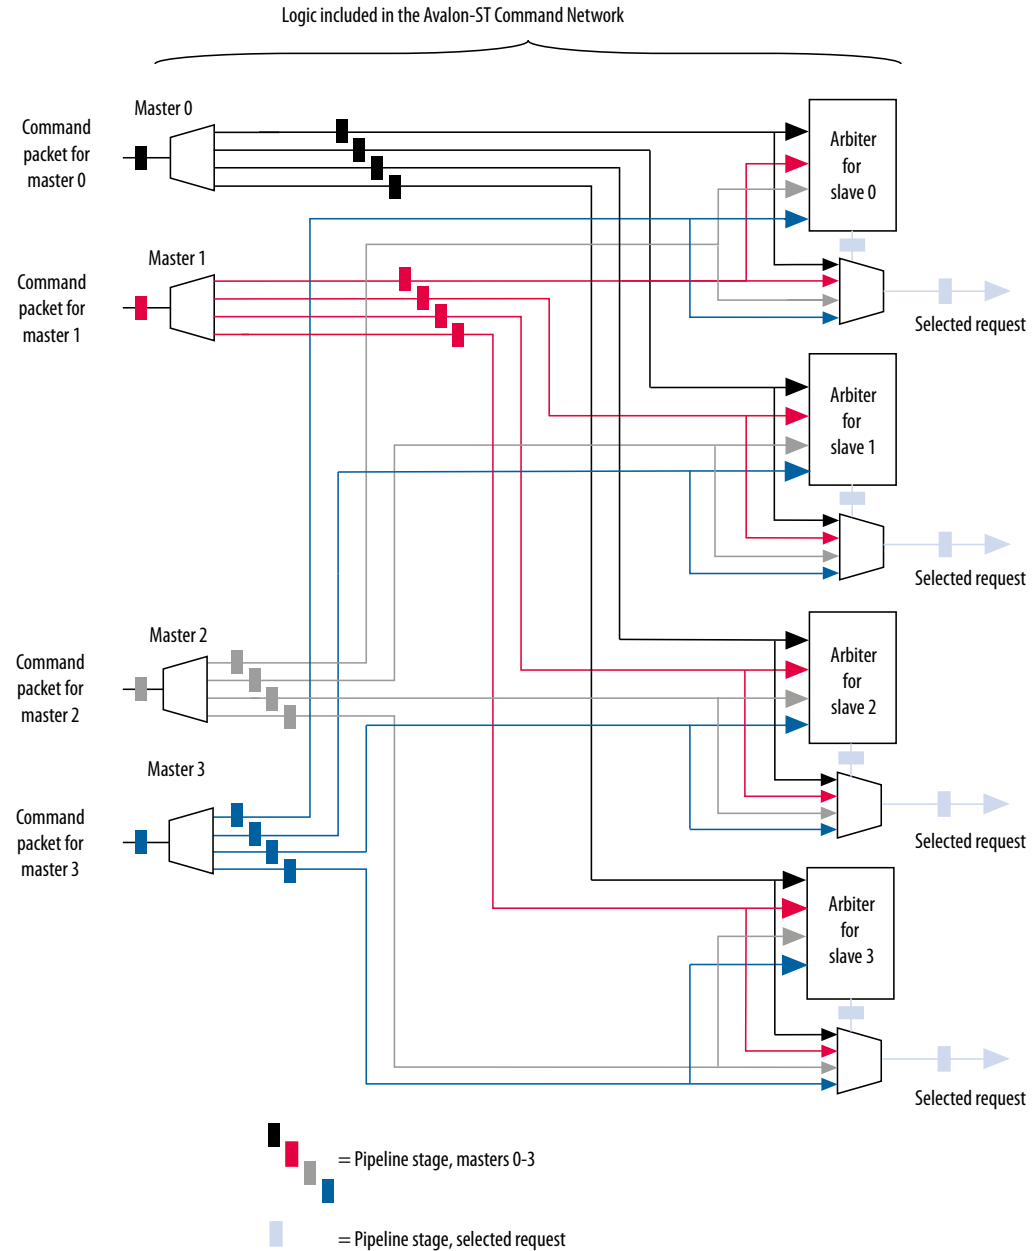 Logic included in the Avalon-ST Command Network
Master 0
Command
packet for
master 0
Arbiter
for
slave 0
Master 1
Command
packet for
master 1
Selected request
Arbiter
for
slave 1
Selected request
Master 2
Command
packet for
master 2
Arbiter
for
slave 2
Master 3
Command
packet for
master 3
Selected request
Arbiter
for
slave 3
Selected request
= Pipeline stage, masters 0-3
= Pipeline stage, selected request